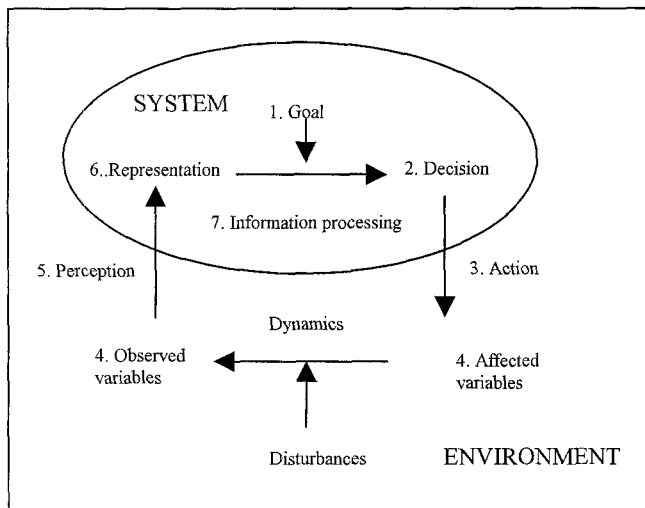 SYSTEM
1. Goal
6..Representation
2. Decision
7. Information processing
5. Perception
3. Action
Dynamics
4. Observed
variables
4. Affected
variables
Disturbances
ENVIRONMENT